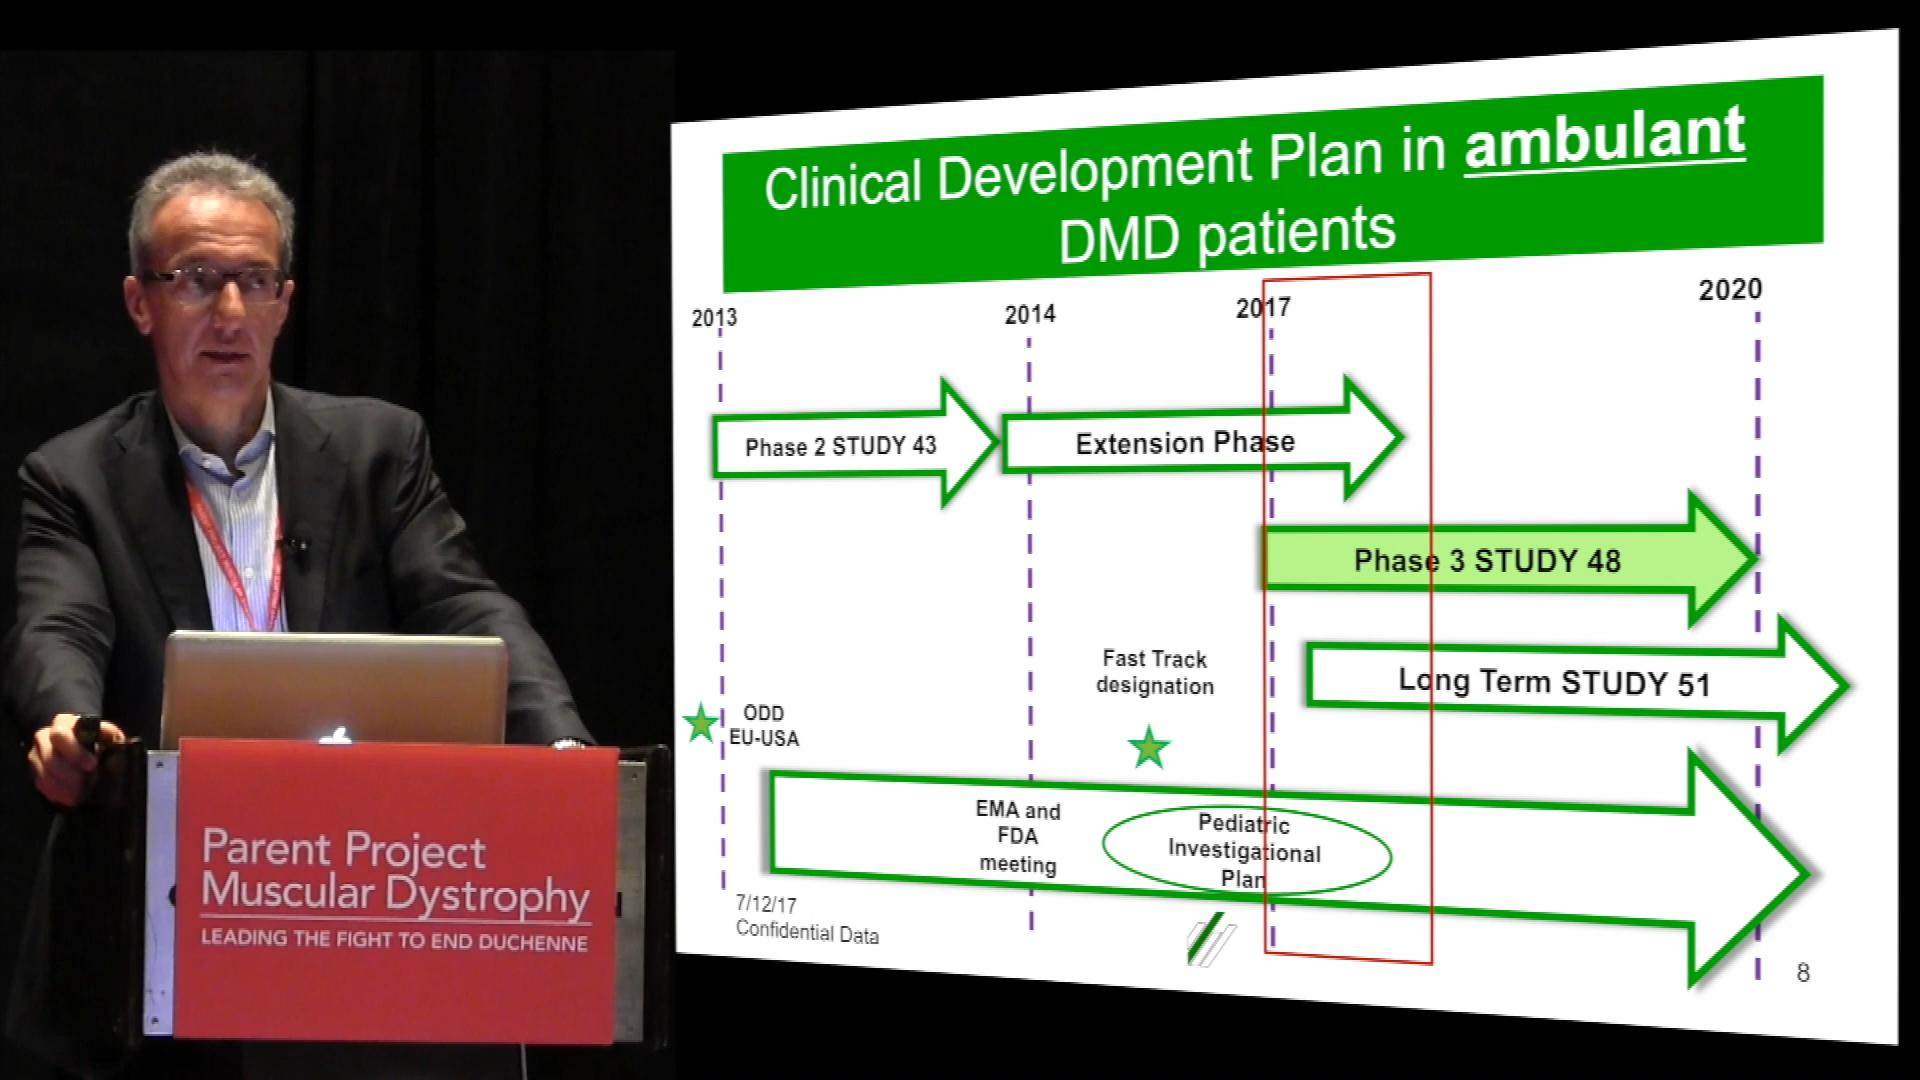 Clinical Development Plan in ambulant
DMD patients
2013
2014
2017
2020
Phase 2 STUDY 43
Extension Phase
Phase 3 STUDY 48
Long Term STUDY 51
Fast Track
designation
ODD
EU-USA
EMA and
FDA
meeting
Pediatric
Investigational
Plan
7/12/17
Confidential Data
8
Parent Project
Muscular Dystrophy
LEADING THE FIGHT TO END DUCHENNE